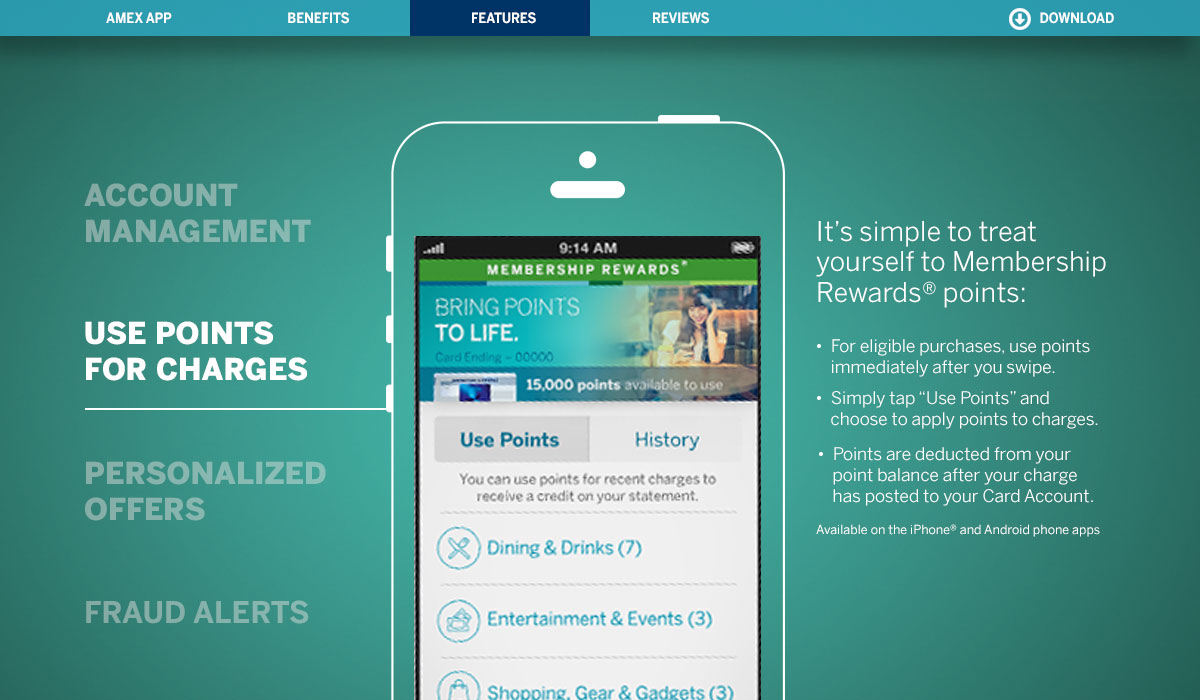 AMEX APP
BENEFITS
FEATURES
REVIEWS
DOWNLOAD
ACCOUNT
MANAGEMENT
USE POINTS
FOR CHARGES
PERSONALIZED
OFFERS
FRAUD ALERTS
9:14 AM
MEMBERSHIP REWARDS®
BRING POINTS
TO LIFE.
Card Ending – 00000
15,000 points available to use
Use Points
History
You can use points for recent charges to
receive a credit on your statement.
Dining & Drinks (7)
Entertainment & Events (3)
Shopping, Gear & Gadgets (3)
It's simple to treat
yourself to Membership
Rewards® points:
• For eligible purchases, use points
immediately after you swipe.
• Simply tap “Use Points” and
choose to apply points to charges.
• Points are deducted from your
point balance after your charge
has posted to your Card Account.
Available on the iPhone® and Android phone apps